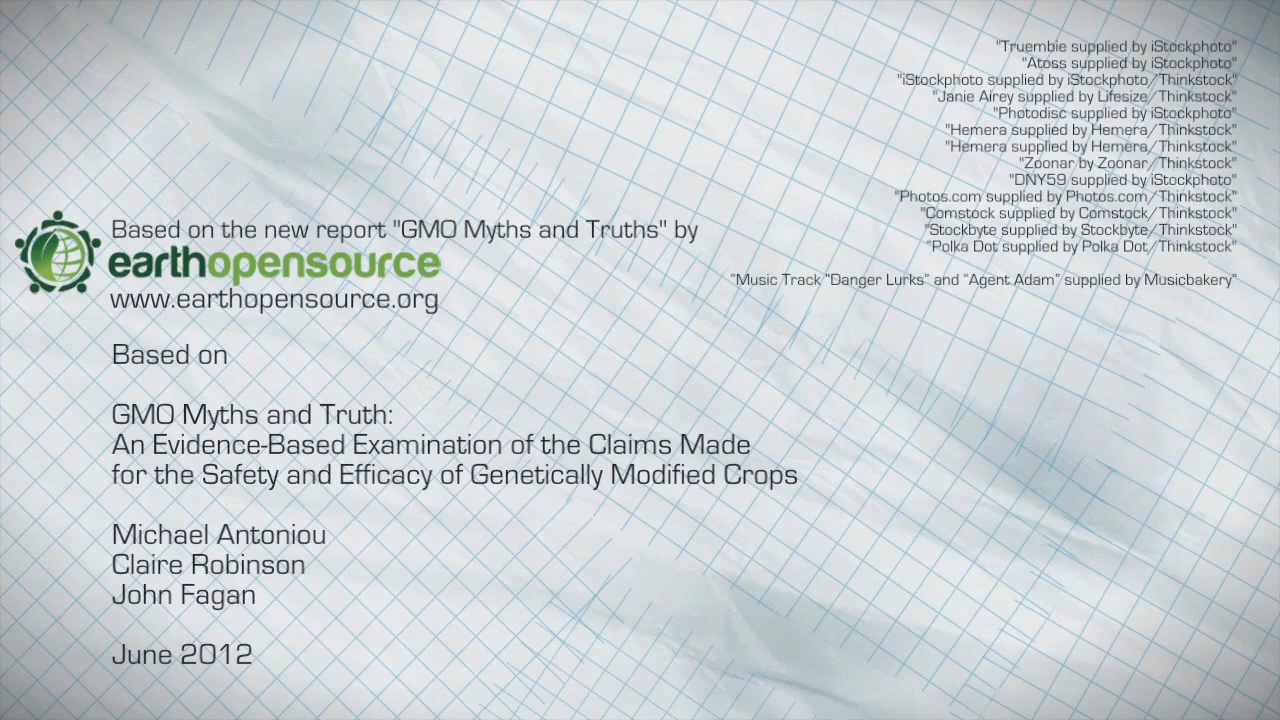 "Truembie supplied by iStockphoto"
"Atoss supplied by iStockphoto"
"iStockphoto supplied by iStockphoto/Thinkstock"
"Janie Airey supplied by Lifesize/Thinkstock"
"Photodisc supplied by iStockphoto"
"Hemera supplied by Hemera/Thinkstock"
"Hemera supplied by Hemera/Thinkstock"
"Zoonar by Zoonar/Thinkstock"
"DNY59 supplied by iStockphoto"
"Photos.com supplied by Photos.com/Thinkstock"
"Comstock supplied by Comstock/Thinkstock"
"Stockbyte supplied by Stockbyte/Thinkstock"
"Polka Dot supplied by Polka Dot/Thinkstock"
"Music Track "Danger Lurks" and "Agent Adam" supplied by Musicbakery"
Based on the new report "GMO Myths and Truths" by
earthopensource
www.earthopensource.org
Based on
GMO Myths and Truth:
An Evidence-Based Examination of the Claims Made
for the Safety and Efficacy of Genetically Modified Crops
Michael Antoniou
Claire Robinson
John Fagan
June 2012